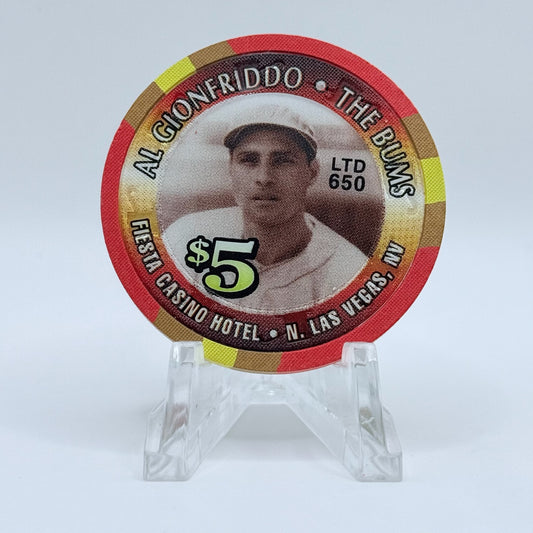 AL GIONFRIDDO • THE BUMS
LTD
650
$5
FIESTA CASINO HOTEL • N. LAS VEGAS, NV